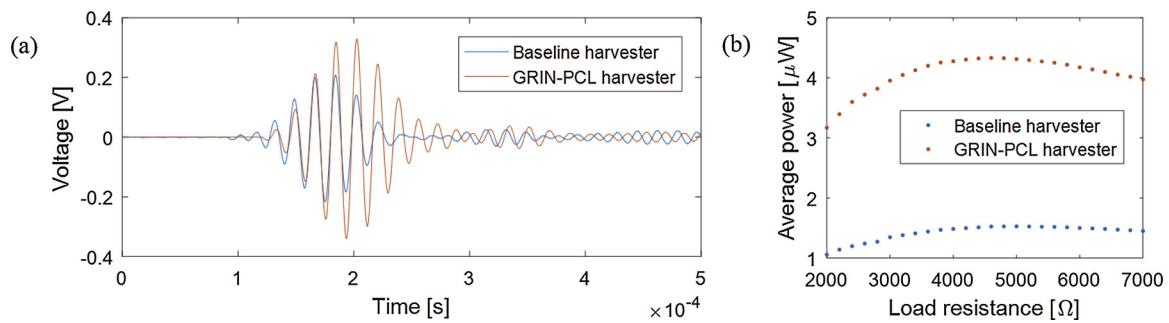 (a)
Voltage [V]
0.4
0.2
0
-0.2
-0.4
Baseline harvester
GRIN-PCL harvester
0 1 2 3 4 5
Time [s]
×10⁻⁴
(b)
Average power [μW]
5
4
3
2
1
Baseline harvester
GRIN-PCL harvester
2000 3000 4000 5000 6000 7000
Load resistance [Ω]